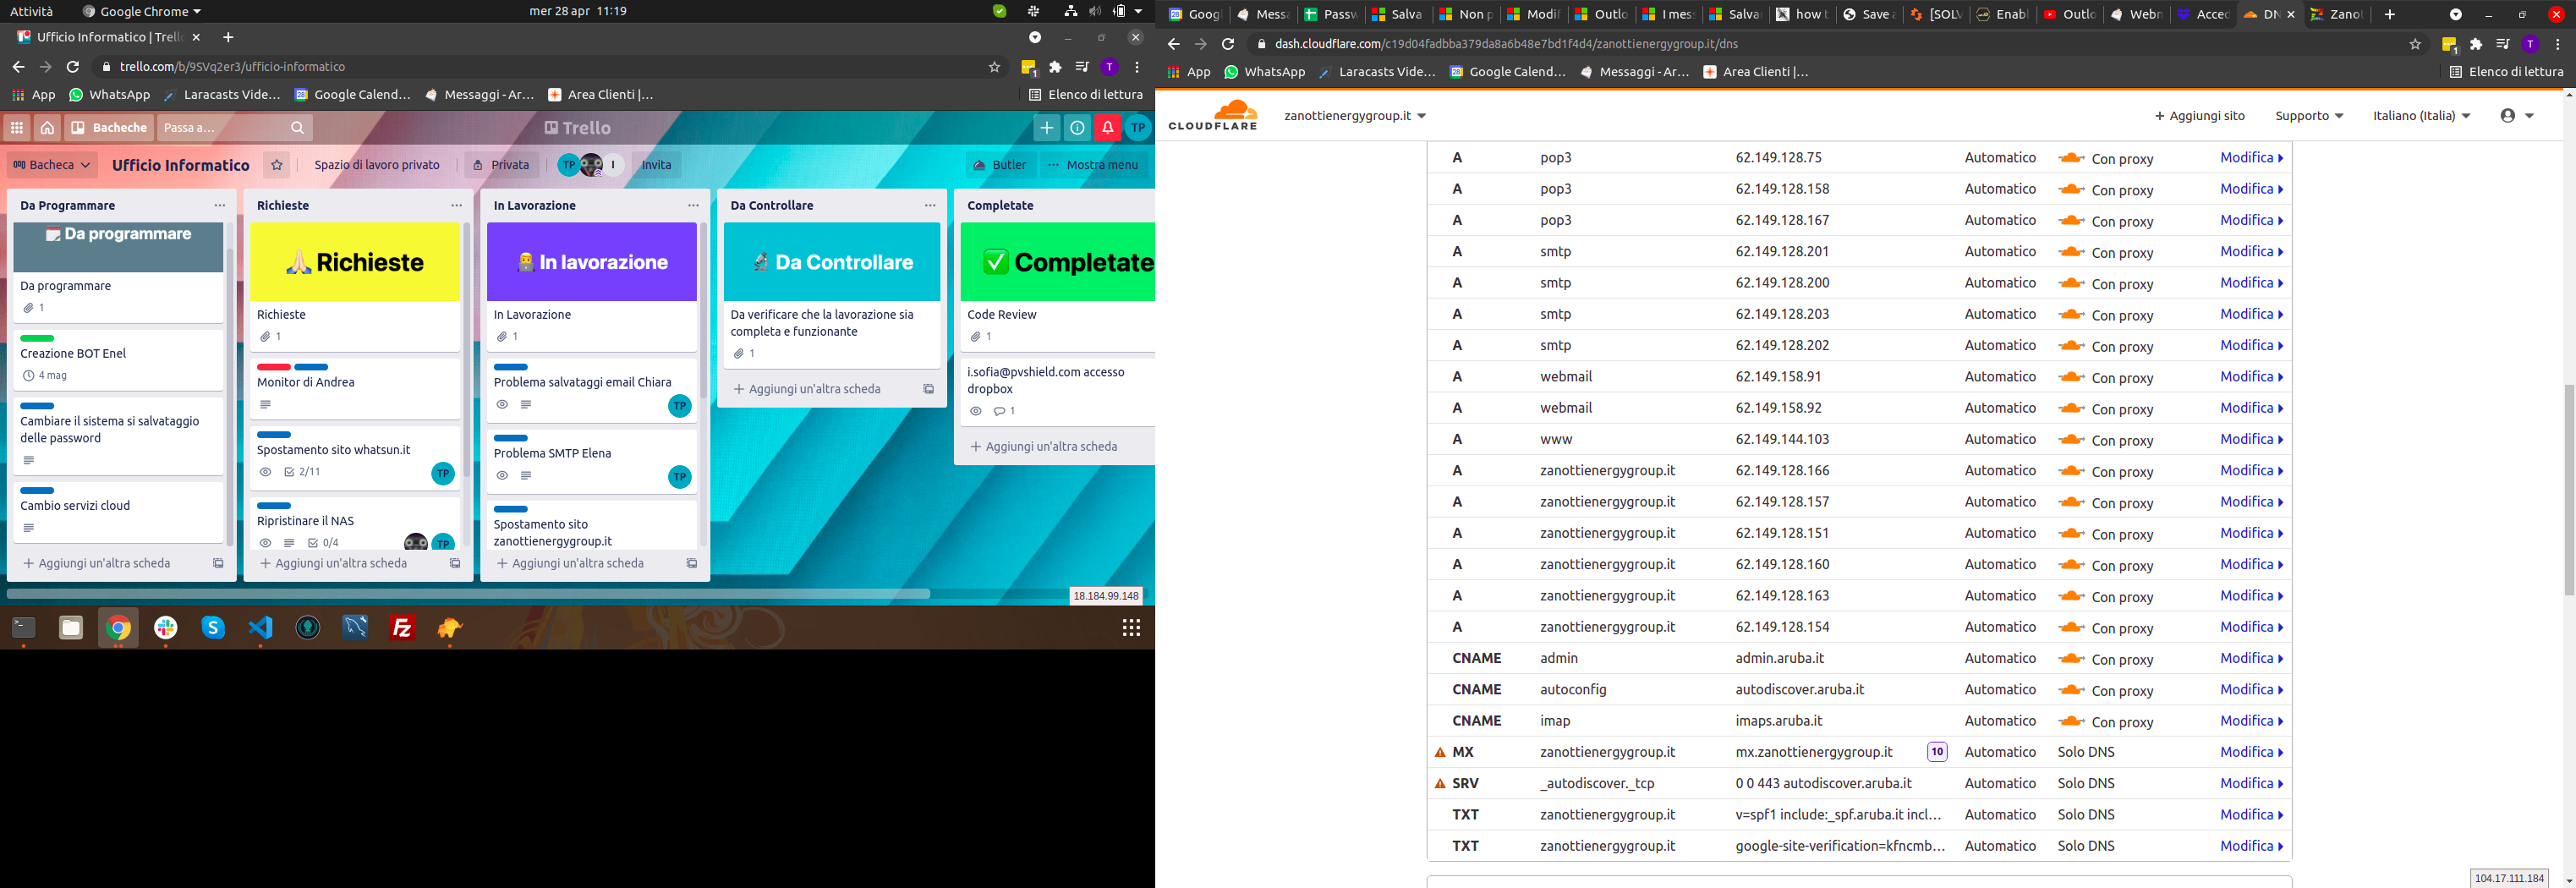 Attività
Google Chrome
mer 28 apr 11:19
Ufficio Informatico | Trello
trello.com/b/9SVq2er3/ufficio-informatico
App
WhatsApp
Laracasts Vide...
Google Calend...
Messaggi - Ar...
Area Clienti |...
Elenco di lettura
Bacheche
Passa a...
Trello
TP
Bacheca
Ufficio Informatico
Spazio di lavoro privato
Privata
TP
I
Invita
Butler
Mostra menu
Da Programmare
Da programmare
Da programmare
1
Creazione BOT Enel
4 mag
Cambiare il sistema si salvataggio
delle password
Cambio servizi cloud
Aggiungi un'altra scheda
Richieste
Richieste
Richieste
1
Monitor di Andrea
Spostamento sito whatsun.it
2/11
TP
Ripristinare il NAS
0/4
TP
Aggiungi un'altra scheda
In Lavorazione
In lavorazione
In Lavorazione
1
Problema salvataggi email Chiara
TP
Problema SMTP Elena
TP
Spostamento sito
zanottienergygroup.it
Aggiungi un'altra scheda
Da Controllare
Da Controllare
Da verificare che la lavorazione sia
completa e funzionante
1
Aggiungi un'altra scheda
Completate
Completate
Code Review
1
i.sofia@pvshield.com accesso
dropbox
1
Aggiungi un'altra scheda
18.184.99.148
Googl
Messa
Passw
Salva
Non p
Modif
Outlo
I mess
Salvar
how t
Save a
[SOLV
Enabl
Outlo
Webm
Acced
DN
Zanot
dash.cloudflare.com/c19d04fadbba379da8a6b48e7bd1f4d4/zanottienergygroup.it/dns
App
WhatsApp
Laracasts Vide...
Google Calend...
Messaggi - Ar...
Area Clienti |...
Elenco di lettura
CLOUDFLARE
zanottienergygroup.it
Aggiungi sito
Supporto
Italiano (Italia)
A pop3 62.149.128.75 Automatico Con proxy Modifica
A pop3 62.149.128.158 Automatico Con proxy Modifica
A pop3 62.149.128.167 Automatico Con proxy Modifica
A smtp 62.149.128.201 Automatico Con proxy Modifica
A smtp 62.149.128.200 Automatico Con proxy Modifica
A smtp 62.149.128.203 Automatico Con proxy Modifica
A smtp 62.149.128.202 Automatico Con proxy Modifica
A webmail 62.149.158.91 Automatico Con proxy Modifica
A webmail 62.149.158.92 Automatico Con proxy Modifica
A www 62.149.144.103 Automatico Con proxy Modifica
A zanottienergygroup.it 62.149.128.166 Automatico Con proxy Modifica
A zanottienergygroup.it 62.149.128.157 Automatico Con proxy Modifica
A zanottienergygroup.it 62.149.128.151 Automatico Con proxy Modifica
A zanottienergygroup.it 62.149.128.160 Automatico Con proxy Modifica
A zanottienergygroup.it 62.149.128.163 Automatico Con proxy Modifica
A zanottienergygroup.it 62.149.128.154 Automatico Con proxy Modifica
CNAME admin admin.aruba.it Automatico Con proxy Modifica
CNAME autoconfig autodiscover.aruba.it Automatico Con proxy Modifica
CNAME imap imaps.aruba.it Automatico Con proxy Modifica
MX zanottienergygroup.it mx.zanottienergygroup.it 10 Automatico Solo DNS Modifica
SRV _autodiscover._tcp 0 0 443 autodiscover.aruba.it Automatico Solo DNS Modifica
TXT zanottienergygroup.it v=spf1 include:_spf.aruba.it incl... Automatico Solo DNS Modifica
TXT zanottienergygroup.it google-site-verification=kfncmb... Automatico Solo DNS Modifica
104.17.111.184